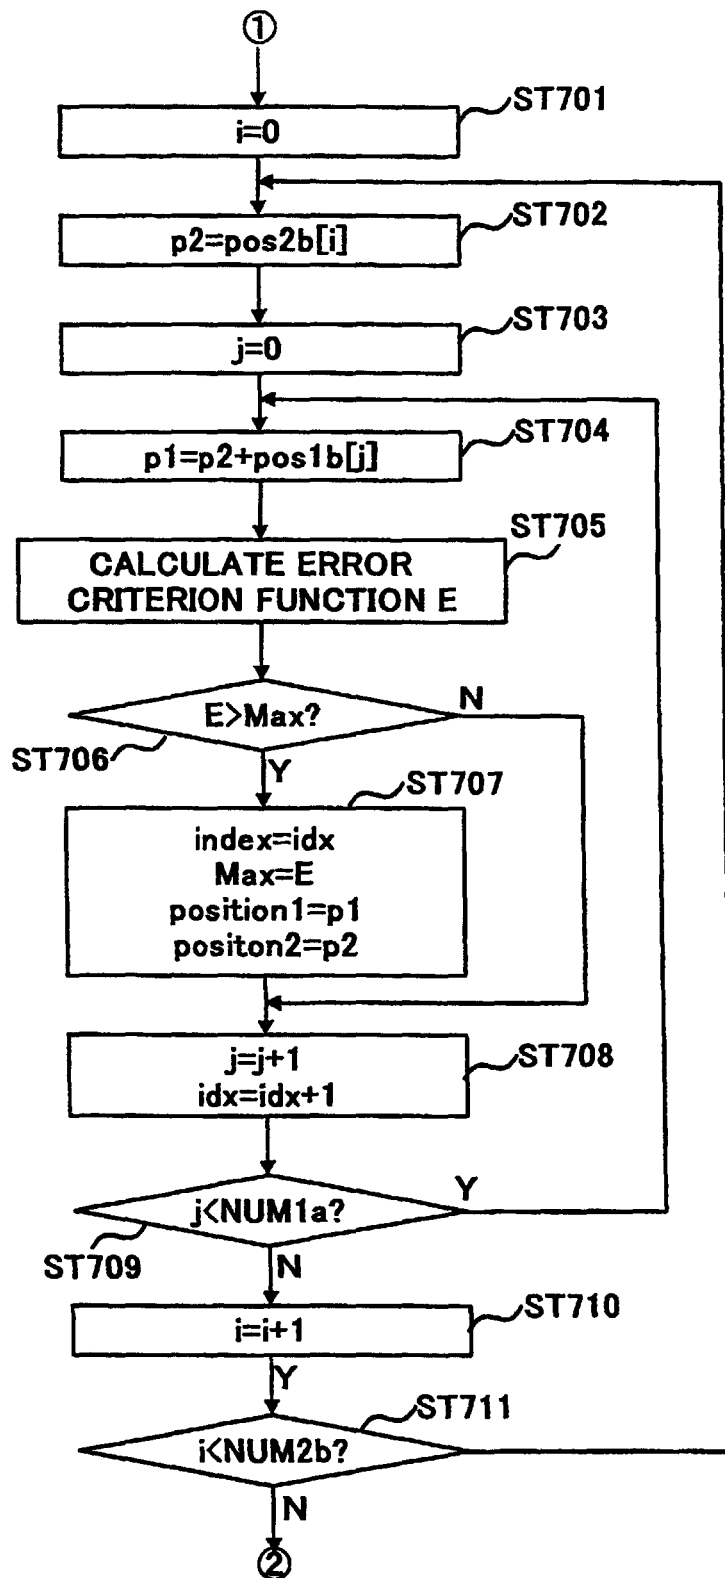 ①
ST701
i=0
ST702
p2=pos2b[i]
ST703
j=0
ST704
p1=p2+pos1b[j]
ST705
CALCULATE ERROR
CRITERION FUNCTION E
E>Max?
N
ST706
Y
ST707
index=idx
Max=E
position1=p1
positon2=p2
j=j+1
idx=idx+1
ST708
j<NUM1a?
Y
ST709
N
ST710
i=i+1
Y
ST711
i<NUM2b?
N
②